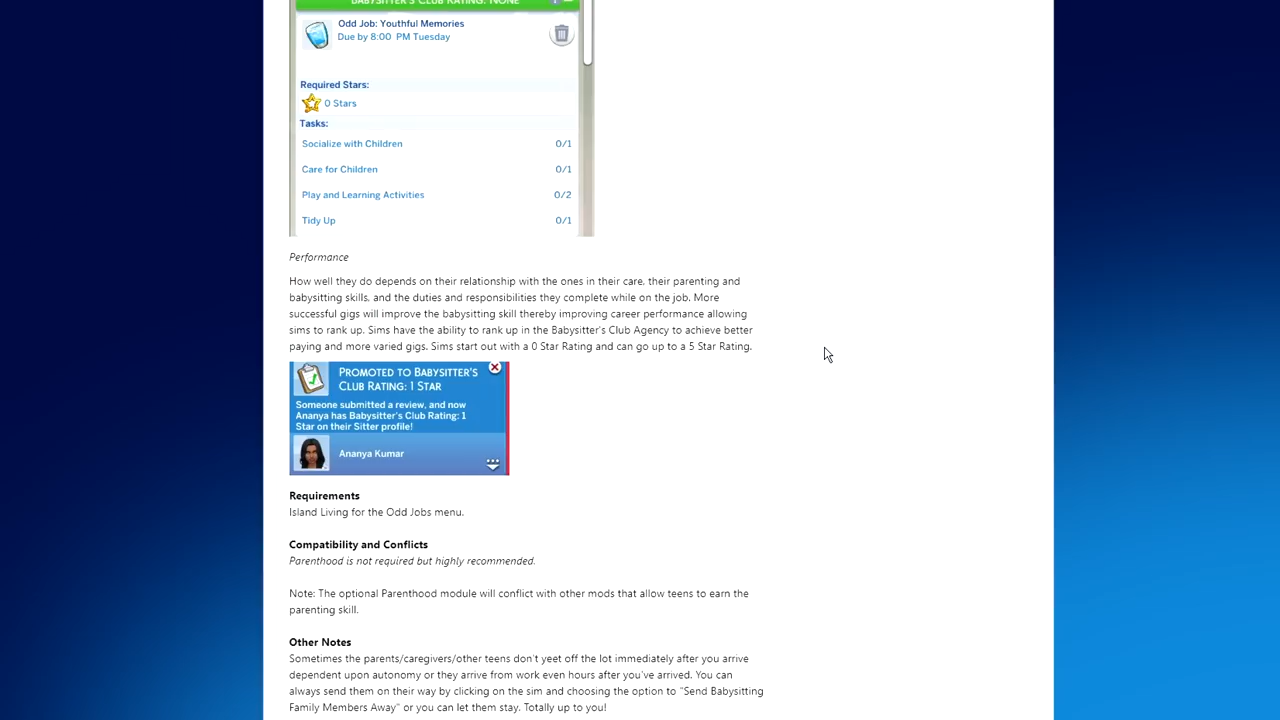 BABYSITTER'S CLUB RATING: NONE
Odd Job: Youthful Memories
Due by 8:00 PM Tuesday
Required Stars:
0 Stars
Tasks:
Socialize with Children 0/1
Care for Children 0/1
Play and Learning Activities 0/2
Tidy Up 0/1
Performance
How well they do depends on their relationship with the ones in their care, their parenting and
babysitting skills, and the duties and responsibilities they complete while on the job. More
successful gigs will improve the babysitting skill thereby improving career performance allowing
sims to rank up. Sims have the ability to rank up in the Babysitter's Club Agency to achieve better
paying and more varied gigs. Sims start out with a 0 Star Rating and can go up to a 5 Star Rating.
PROMOTED TO BABYSITTER'S
CLUB RATING: 1 STAR
Someone submitted a review, and now
Ananya has Babysitter's Club Rating: 1
Star on their Sitter profile!
Ananya Kumar
Requirements
Island Living for the Odd Jobs menu.
Compatibility and Conflicts
Parenthood is not required but highly recommended.
Note: The optional Parenthood module will conflict with other mods that allow teens to earn the
parenting skill.
Other Notes
Sometimes the parents/caregivers/other teens don't yeet off the lot immediately after you arrive
dependent upon autonomy or they arrive from work even hours after you've arrived. You can
always send them on their way by clicking on the sim and choosing the option to "Send Babysitting
Family Members Away" or you can let them stay. Totally up to you!